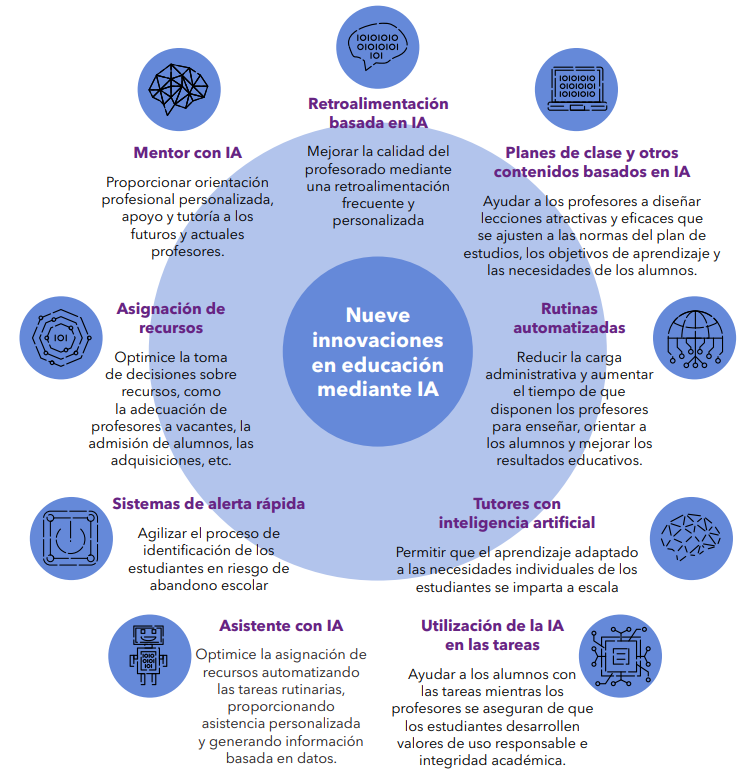 IOIOIOIO
OIOIOIOI
IOI
Retroalimentación
basada en IA
Mejorar la calidad del
profesorado mediante
una retroalimentación
frecuente y
personalizada
IOIOIOIO
OIOIOIOI
IOIOIOIO
Planes de clase y otros
contenidos basados en IA
Ayudar a los profesores a diseñar
lecciones atractivas y eficaces que
se ajusten a las normas del plan de
estudios, los objetivos de aprendizaje y
las necesidades de los alumnos.
Rutinas
automatizadas
Reducir la carga
administrativa y aumentar
el tiempo de que
disponen los profesores
para enseñar, orientar a
los alumnos y mejorar los
resultados educativos.
Tutores con
inteligencia artificial
Permitir que el aprendizaje adaptado
a las necesidades individuales de los
estudiantes se imparta a escala
Utilización de la IA
en las tareas
Ayudar a los alumnos con
las tareas mientras los
profesores se aseguran de que
los estudiantes desarrollen
valores de uso responsable e
integridad académica.
IOIO
OIOI
IOI
Asistente con IA
Optimice la asignación de
recursos automatizando
las tareas rutinarias,
proporcionando
asistencia personalizada
y generando información
basada en datos.
Sistemas de alerta rápida
Agilizar el proceso de
identificación de los
estudiantes en riesgo de
abandono escolar
IOI
Asignación de
recursos
Optimice la toma
de decisiones sobre
recursos, como
la adecuación de
profesores a vacantes, la
admisión de alumnos, las
adquisiciones, etc.
Mentor con IA
Proporcionar orientación
profesional personalizada,
apoyo y tutoría a los
futuros y actuales
profesores.
Nueve
innovaciones
en educación
mediante IA